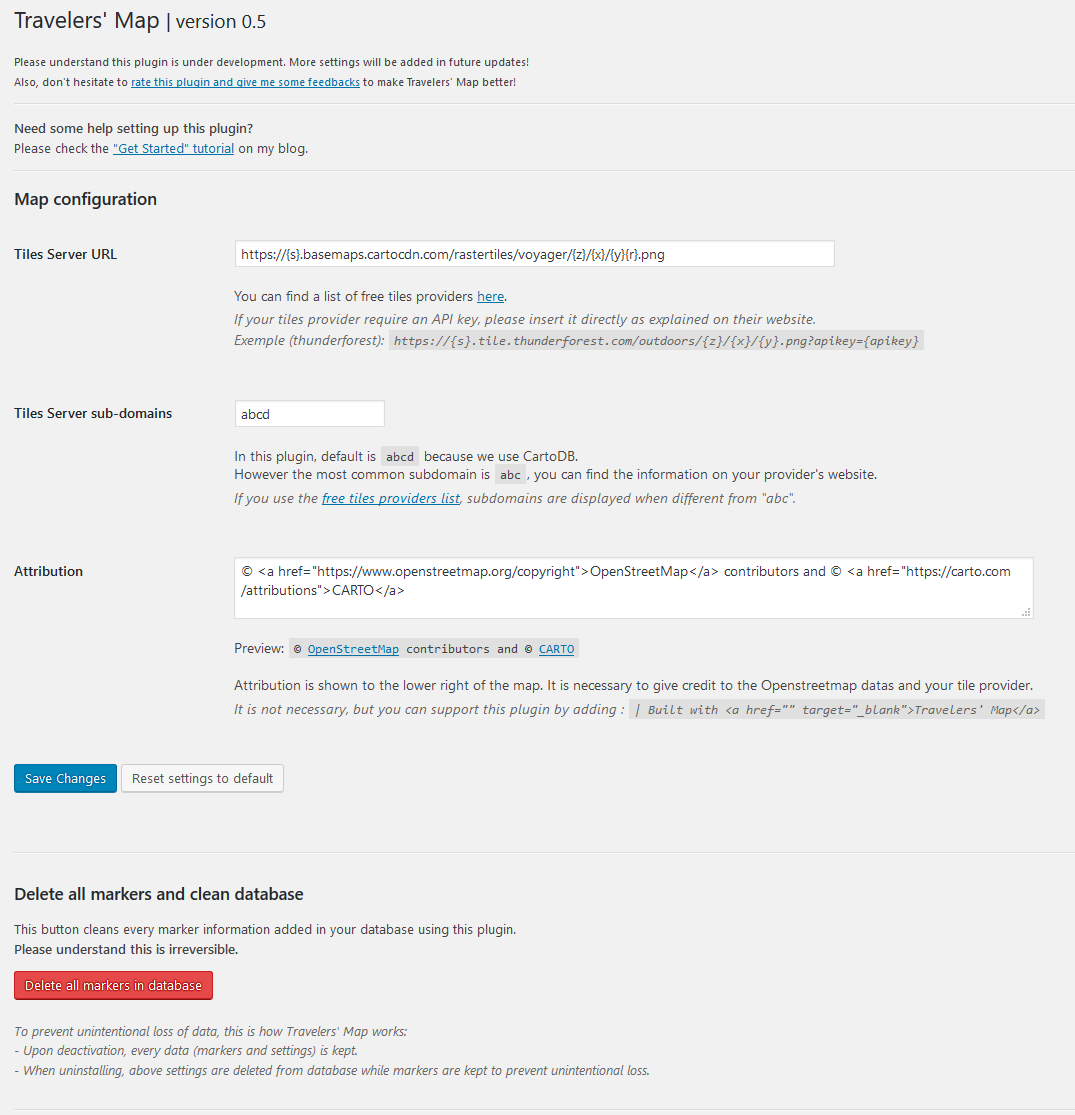 Travelers' Map | version 0.5
Please understand this plugin is under development. More settings will be added in future updates!
Also, don't hesitate to rate this plugin and give me some feedbacks to make Travelers' Map better!
Need some help setting up this plugin?
Please check the "Get Started" tutorial on my blog.
Map configuration
Tiles Server URL
https://{s}.basemaps.cartocdn.com/rastertiles/voyager/{z}/{x}/{y}{r}.png
You can find a list of free tiles providers here.
If your tiles provider require an API key, please insert it directly as explained on their website.
Exemple (thunderforest): https://{s}.tile.thunderforest.com/outdoors/{z}/{x}/{y}.png?apikey={apikey}
Tiles Server sub-domains
abcd
In this plugin, default is abcd because we use CartoDB.
However the most common subdomain is abc, you can find the information on your provider's website.
If you use the free tiles providers list, subdomains are displayed when different from "abc".
Attribution
© <a href="https://www.openstreetmap.org/copyright">OpenStreetMap</a> contributors and © <a href="https://carto.com
/attributions">CARTO</a>
Preview: © OpenStreetMap contributors and © CARTO
Attribution is shown to the lower right of the map. It is necessary to give credit to the Openstreetmap datas and your tile provider.
It is not necessary, but you can support this plugin by adding : | Built with <a href="" target="_blank">Travelers' Map</a>
Save Changes
Reset settings to default
Delete all markers and clean database
This button cleans every marker information added in your database using this plugin.
Please understand this is irreversible.
Delete all markers in database
To prevent unintentional loss of data, this is how Travelers' Map works:
- Upon deactivation, every data (markers and settings) is kept.
- When uninstalling, above settings are deleted from database while markers are kept to prevent unintentional loss.